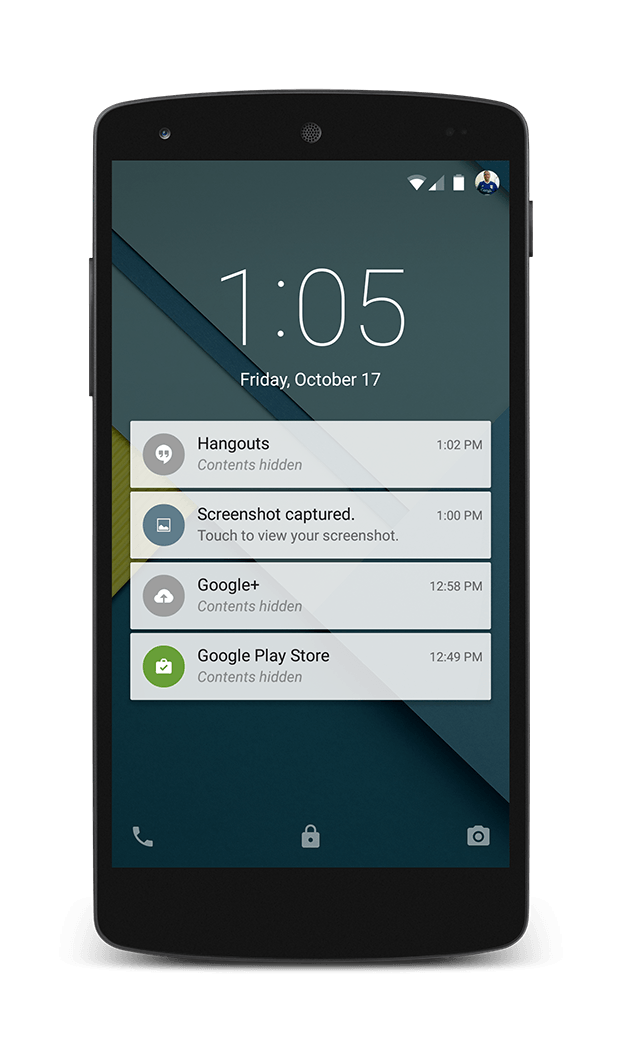 1:05
Friday, October 17
Hangouts 1:02 PM
Contents hidden
Screenshot captured. 1:00 PM
Touch to view your screenshot.
Google+ 12:58 PM
Contents hidden
Google Play Store 12:49 PM
Contents hidden